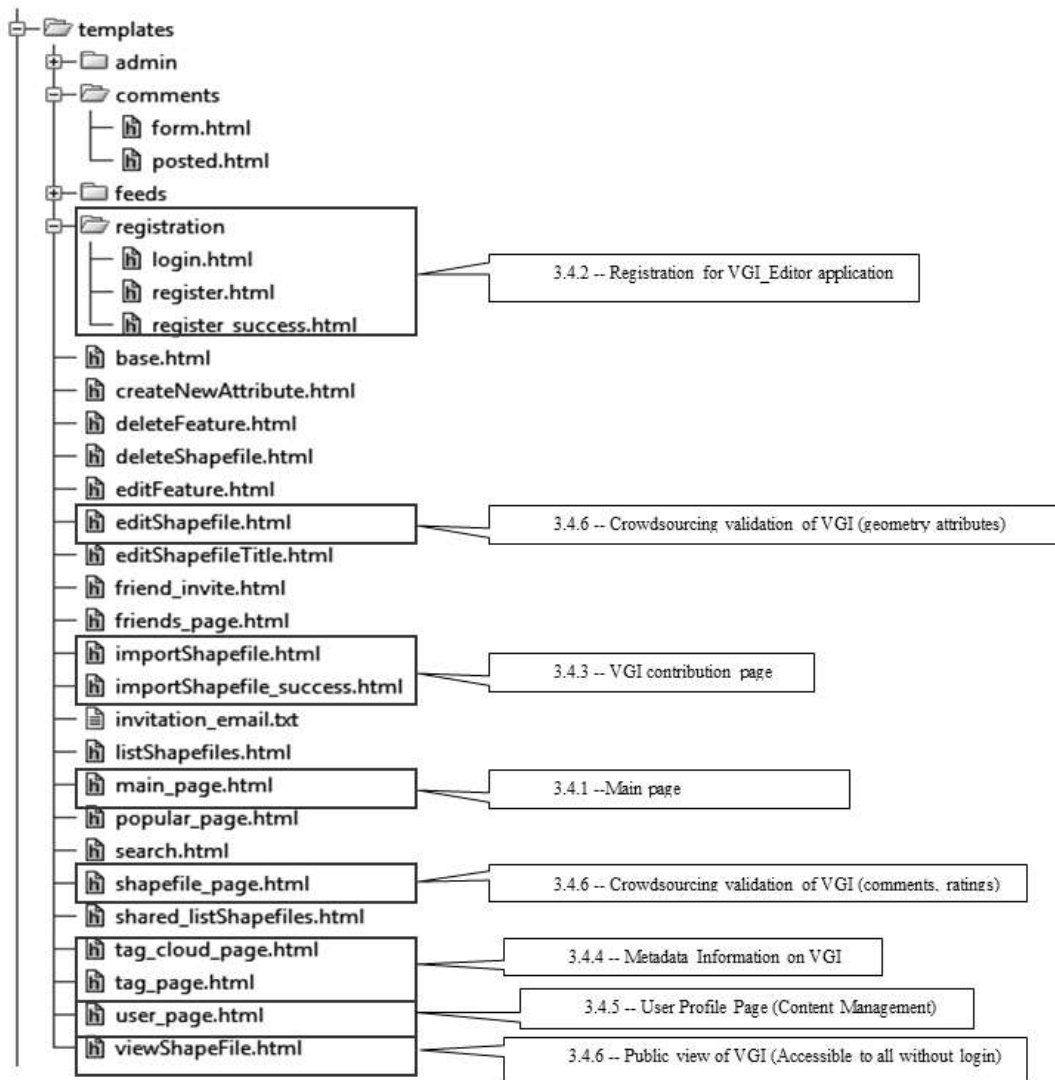 templates
admin
comments
form.html
posted.html
feeds
registration
login.html
3.4.2 -- Registration for VGI_Editor application
register.html
register_success.html
base.html
createNewAttribute.html
deleteFeature.html
deleteShapefile.html
editFeature.html
editShapefile.html
3.4.6 -- Crowdsourcing validation of VGI (geometry attributes)
editShapefileTitle.html
friend_invite.html
friends_page.html
importShapefile.html
3.4.3 -- VGI contribution page
importShapefile_success.html
invitation_email.txt
listShapefiles.html
main_page.html
3.4.1 --Main page
popular_page.html
search.html
shapefile_page.html
3.4.6 -- Crowdsourcing validation of VGI (comments, ratings)
shared_listShapefiles.html
tag_cloud_page.html
3.4.4 -- Metadata Information on VGI
tag_page.html
user_page.html
3.4.5 -- User Profile Page (Content Management)
viewShapeFile.html
3.4.6 -- Public view of VGI (Accessible to all without login)